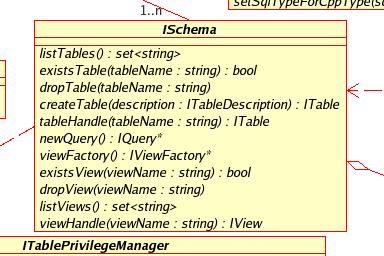 setSqlTypeForCppType(sq
1..n
ISchema
listTables() : set<string>
existsTable(tableName : string) : bool
dropTable(tableName : string)
createTable(description : ITableDescription) : ITable
tableHandle(tableName : string) : ITable
newQuery() : IQuery*
viewFactory() : IViewFactory*
existsView(viewName : string) : bool
dropView(viewName : string)
listViews() : set<string>
viewHandle(viewName : string) : IView
ITablePrivilegeManager